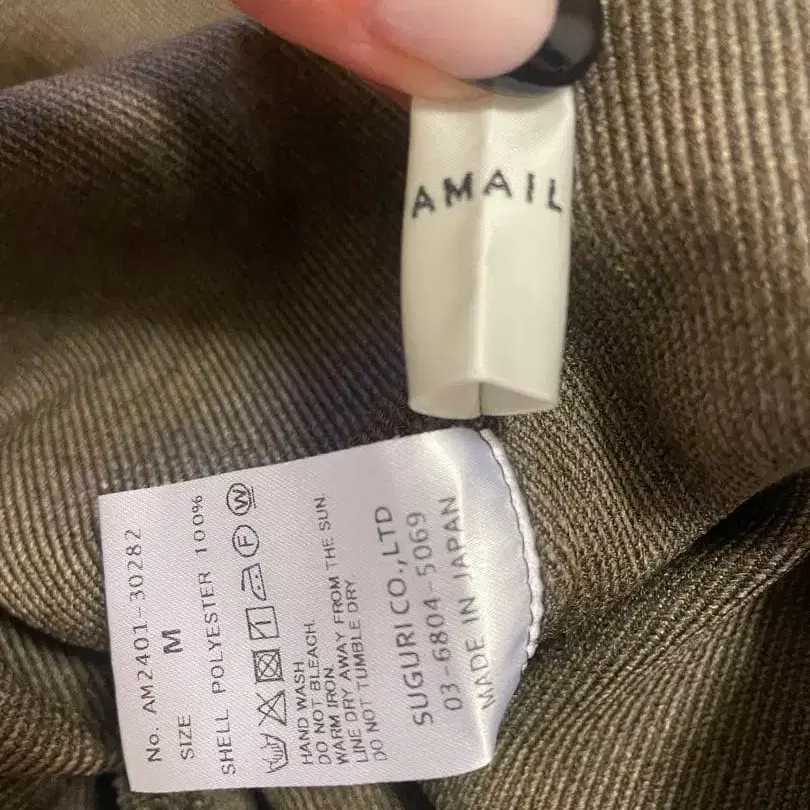 AMAIL
No. AM2401-30282
SIZE M
SHELL POLYESTER 100%
F W
HAND WASH.
DO NOT BLEACH.
WARM IRON.
LINE DRY AWAY FROM THE SUN.
DO NOT TUMBLE DRY.
SUGURI CO.,LTD
03-6804-5069
MADE IN JAPAN